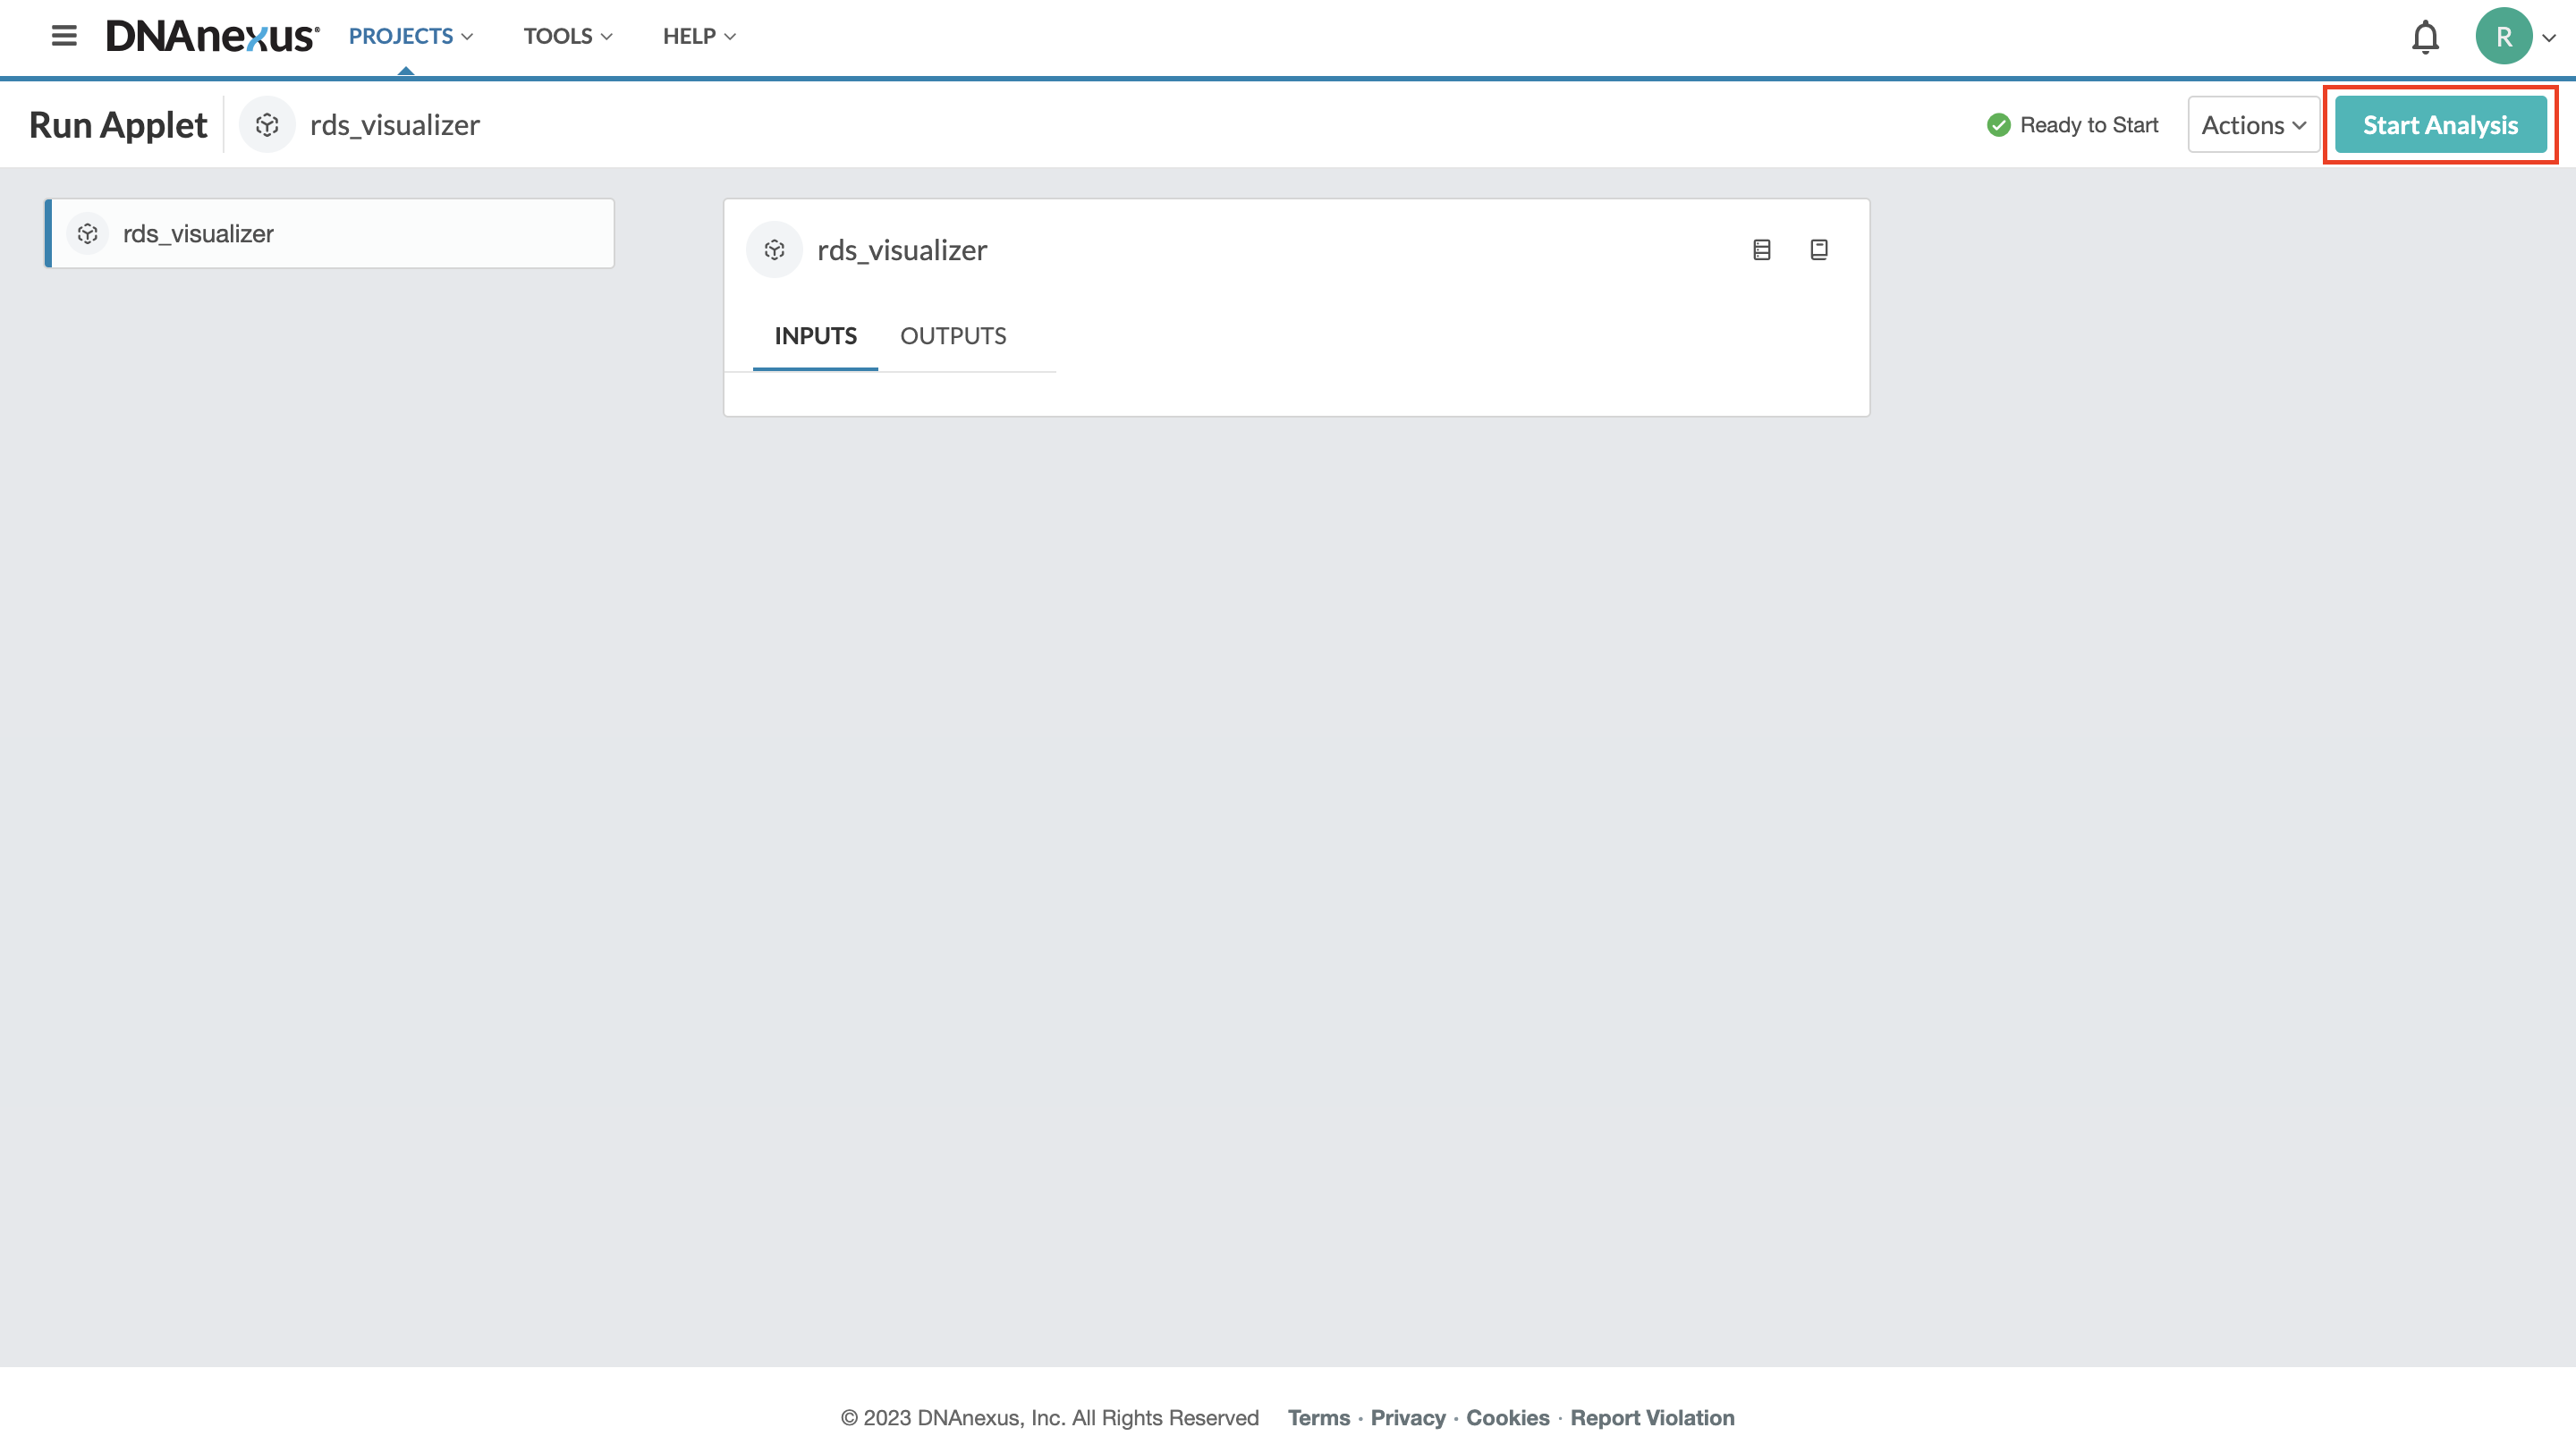 DNAnexus® PROJECTS TOOLS HELP R
Run Applet rds_visualizer Ready to Start Actions Start Analysis
rds_visualizer
rds_visualizer
INPUTS OUTPUTS
© 2023 DNAnexus, Inc. All Rights Reserved Terms · Privacy · Cookies · Report Violation